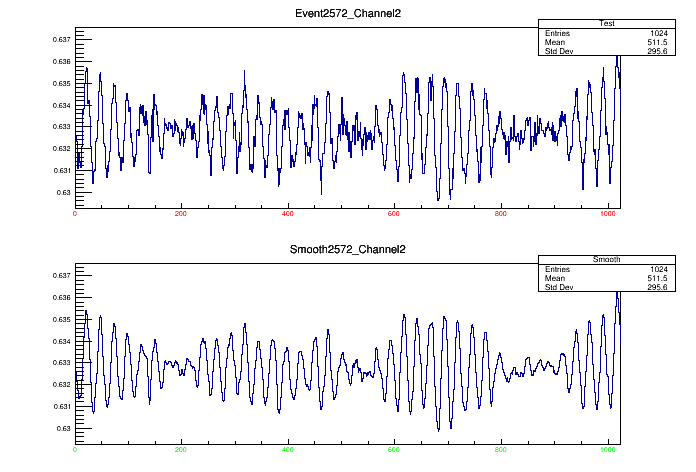 Event2572_Channel2
Test
Entries 1024
Mean 511.5
Std Dev 295.6
0.637
0.636
0.635
0.634
0.633
0.632
0.631
0.63
0 200 400 600 800 1000
Smooth2572_Channel2
Smooth
Entries 1024
Mean 511.5
Std Dev 295.6
0.637
0.636
0.635
0.634
0.633
0.632
0.631
0.63
0 200 400 600 800 1000